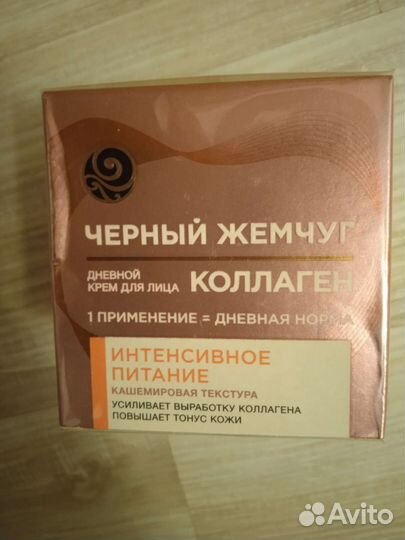 ЧЕРНЫЙ ЖЕМЧУГ
ДНЕВНОЙ
КРЕМ ДЛЯ ЛИЦА
КОЛЛАГЕН
1 ПРИМЕНЕНИЕ = ДНЕВНАЯ НОРМА
ИНТЕНСИВНОЕ
ПИТАНИЕ
КАШЕМИРОВАЯ ТЕКСТУРА
УСИЛИВАЕТ ВЫРАБОТКУ КОЛЛАГЕНА
ПОВЫШАЕТ ТОНУС КОЖИ
Avito